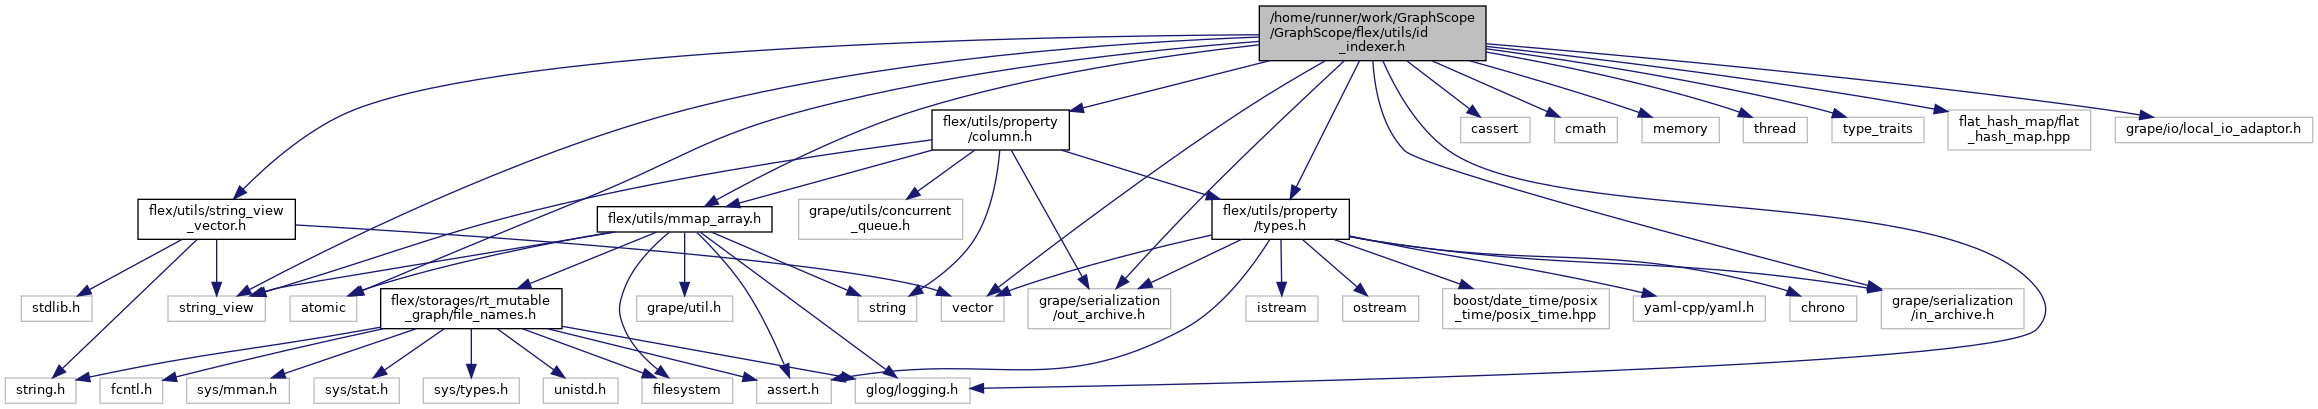 /home/runner/work/GraphScope
/GraphScope/flex/utils/id
_indexer.h
flex/utils/property
/column.h
cassert
cmath
memory
thread
type_traits
flat_hash_map/flat
_hash_map.hpp
grape/io/local_io_adaptor.h
flex/utils/string_view
_vector.h
flex/utils/mmap_array.h
grape/utils/concurrent
_queue.h
flex/utils/property
/types.h
stdlib.h
string_view
atomic
flex/storages/rt_mutable
_graph/file_names.h
grape/util.h
string
vector
grape/serialization
/out_archive.h
istream
ostream
boost/date_time/posix
_time/posix_time.hpp
yaml-cpp/yaml.h
chrono
grape/serialization
/in_archive.h
string.h
fcntl.h
sys/mman.h
sys/stat.h
sys/types.h
unistd.h
filesystem
assert.h
glog/logging.h